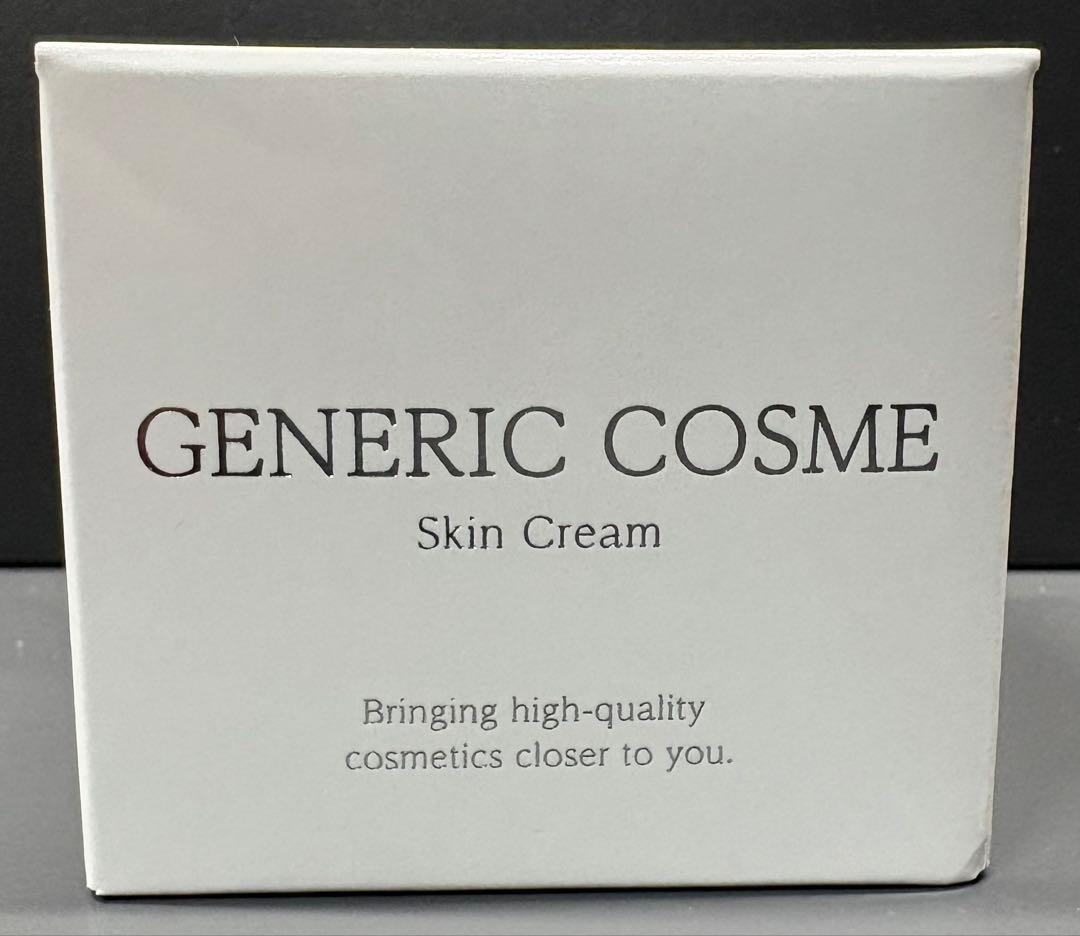 GENERIC COSME
Skin Cream
Bringing high-quality
cosmetics closer to you.